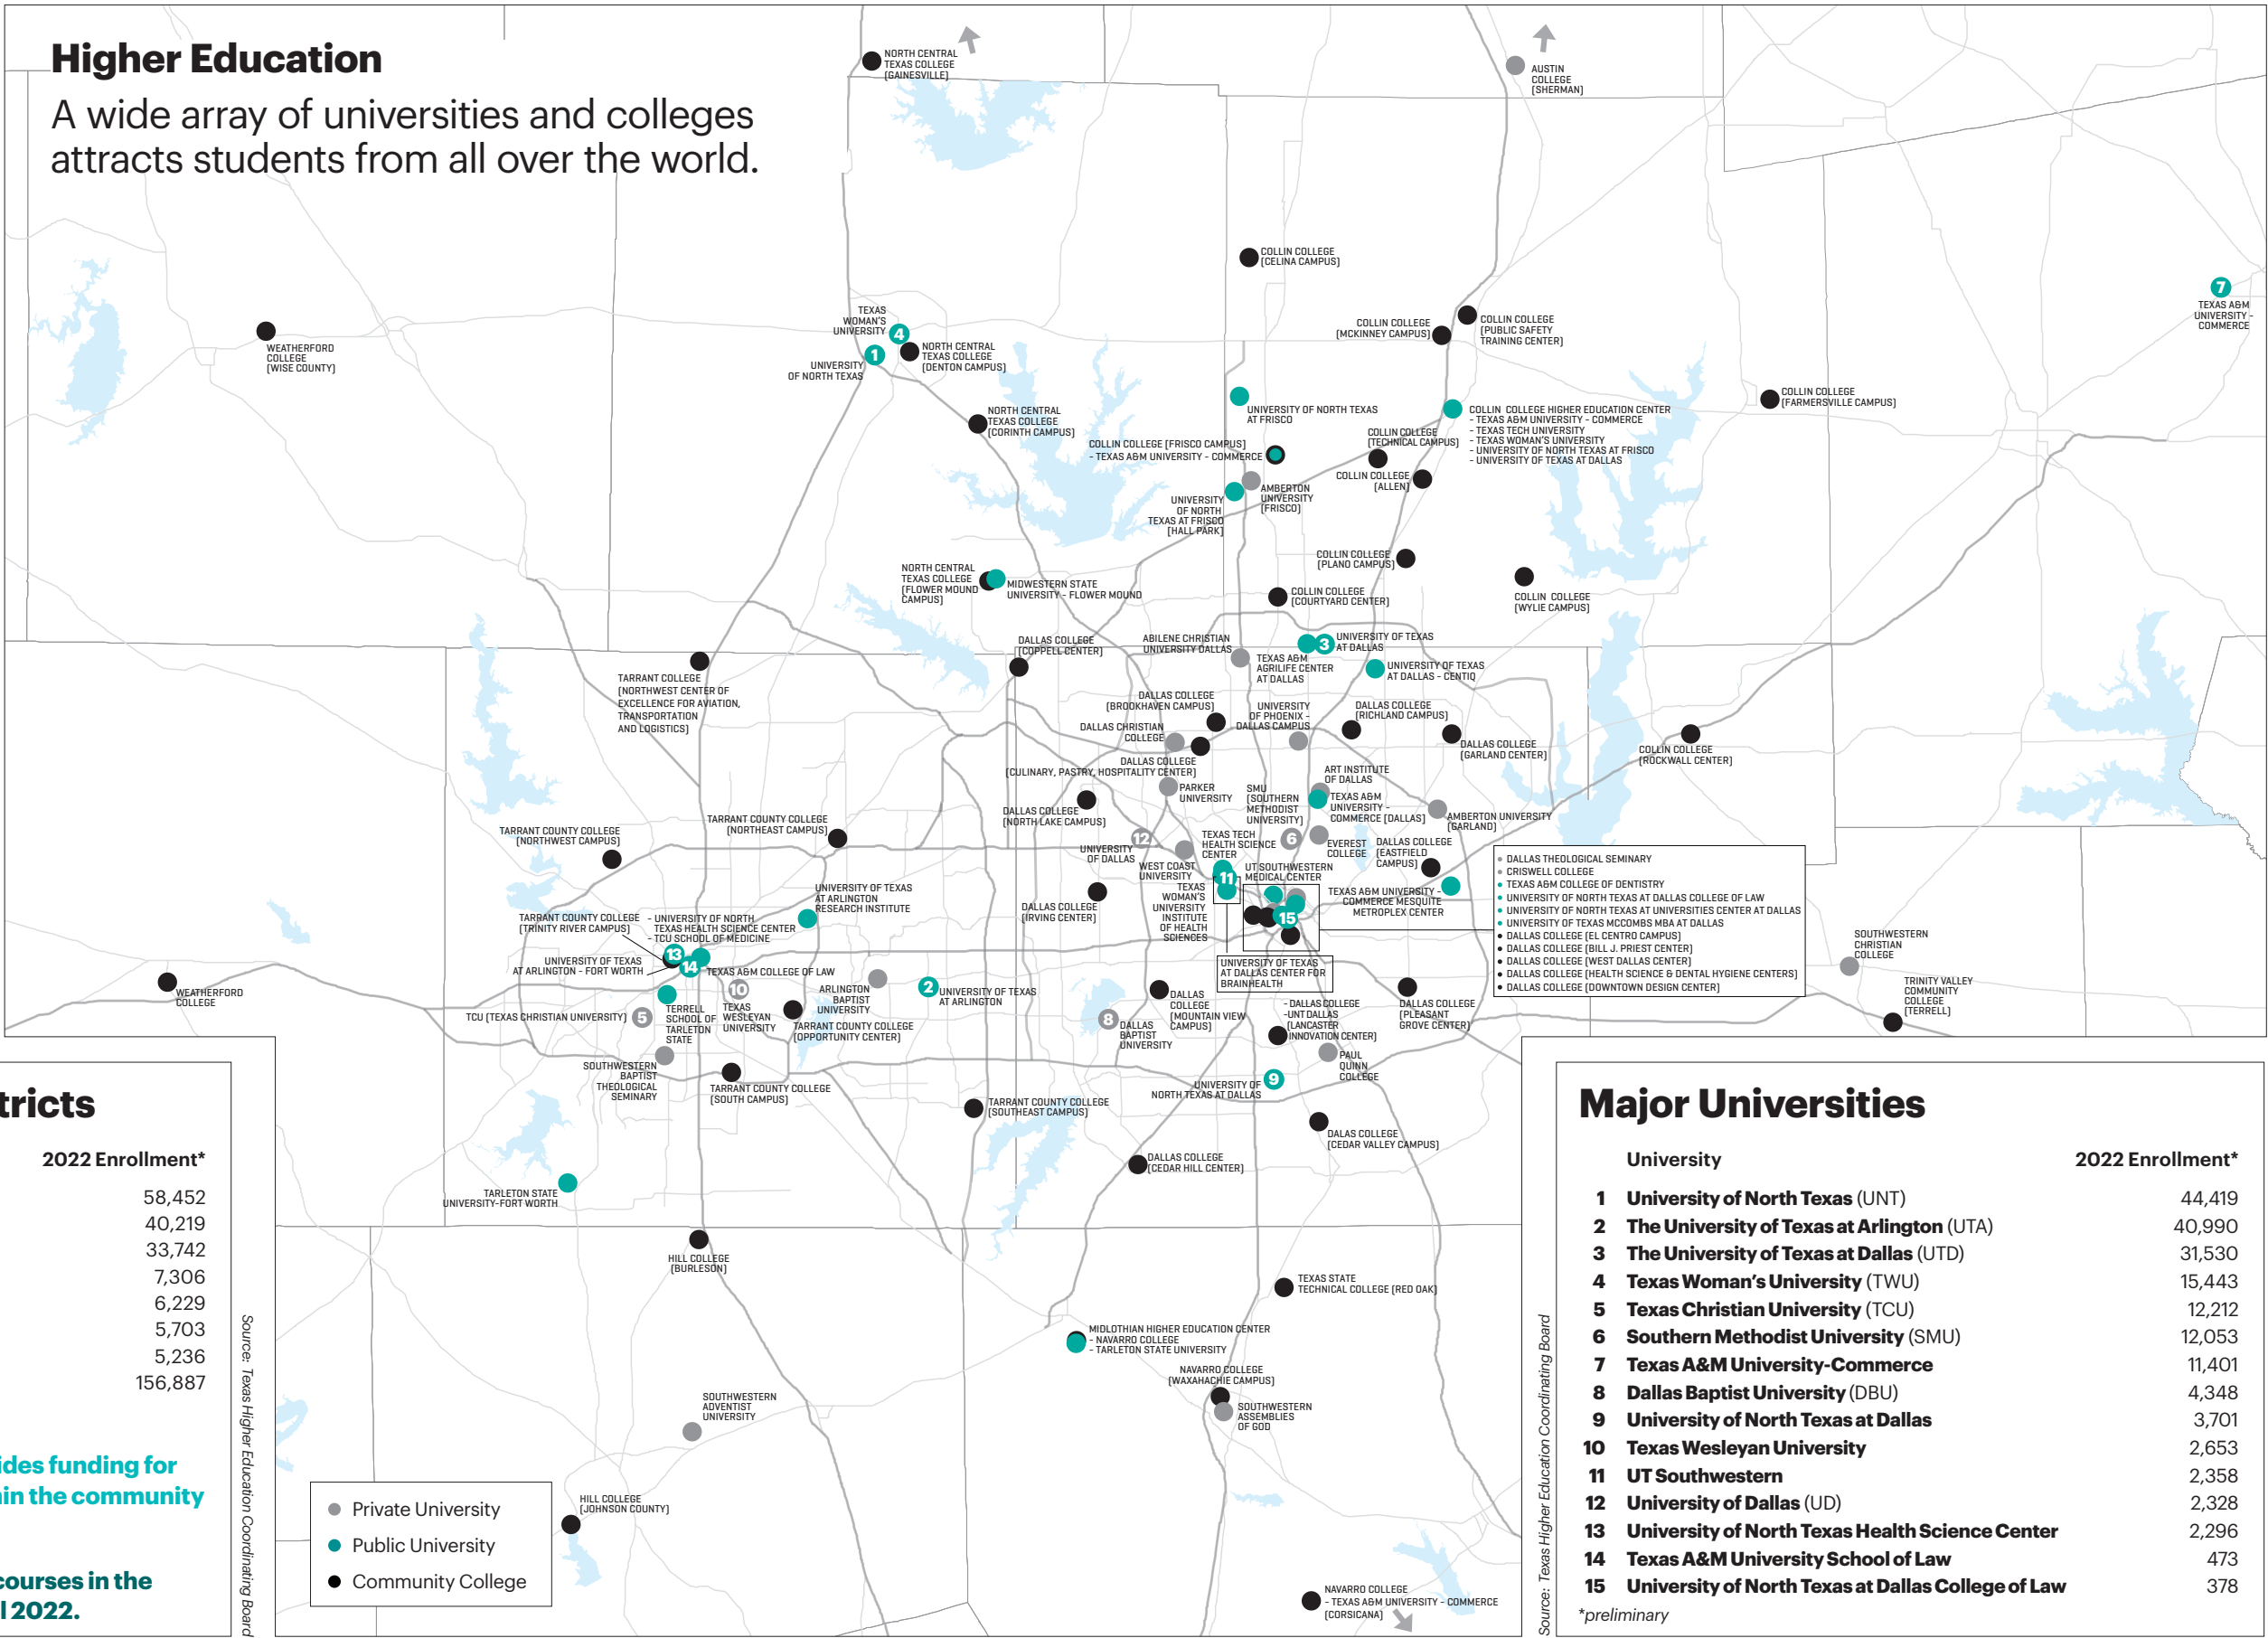 Higher Education
A wide array of universities and colleges
attracts students from all over the world.
NORTH CENTRAL
TEXAS COLLEGE
[GAINESVILLE]
AUSTIN
COLLEGE
[SHERMAN]
COLLIN COLLEGE
[CELINA CAMPUS]
7
TEXAS A&M
UNIVERSITY -
COMMERCE
WEATHERFORD
COLLEGE
[WISE COUNTY]
TEXAS
WOMAN'S
UNIVERSITY
4
1
UNIVERSITY
OF NORTH TEXAS
NORTH CENTRAL
TEXAS COLLEGE
[DENTON CAMPUS]
COLLIN COLLEGE
[MCKINNEY CAMPUS]
COLLIN COLLEGE
[PUBLIC SAFETY
TRAINING CENTER]
COLLIN COLLEGE
[FARMERSVILLE CAMPUS]
NORTH CENTRAL
TEXAS COLLEGE
[CORINTH CAMPUS]
UNIVERSITY OF NORTH TEXAS
AT FRISCO
COLLIN COLLEGE [FRISCO CAMPUS]
- TEXAS A&M UNIVERSITY - COMMERCE
COLLIN COLLEGE
[TECHNICAL CAMPUS]
COLLIN COLLEGE HIGHER EDUCATION CENTER
- TEXAS A&M UNIVERSITY - COMMERCE
- TEXAS TECH UNIVERSITY
- TEXAS WOMAN'S UNIVERSITY
- UNIVERSITY OF NORTH TEXAS AT FRISCO
- UNIVERSITY OF TEXAS AT DALLAS
COLLIN COLLEGE
[ALLEN]
AMBERTON
UNIVERSITY
[FRISCO]
UNIVERSITY
OF NORTH
TEXAS AT FRISCO
[HALL PARK]
COLLIN COLLEGE
[PLANO CAMPUS]
COLLIN COLLEGE
[WYLIE CAMPUS]
NORTH CENTRAL
TEXAS COLLEGE
[FLOWER MOUND
CAMPUS]
MIDWESTERN STATE
UNIVERSITY - FLOWER MOUND
COLLIN COLLEGE
[COURTYARD CENTER]
DALLAS COLLEGE
[COPPELL CENTER]
ABILENE CHRISTIAN
UNIVERSITY DALLAS
3
UNIVERSITY OF TEXAS
AT DALLAS
TEXAS A&M
AGRILIFE CENTER
AT DALLAS
UNIVERSITY OF TEXAS
AT DALLAS - CENTIQ
TARRANT COLLEGE
[NORTHWEST CENTER OF
EXCELLENCE FOR AVIATION,
TRANSPORTATION
AND LOGISTICS]
DALLAS COLLEGE
[BROOKHAVEN CAMPUS]
UNIVERSITY
OF PHOENIX -
DALLAS CAMPUS
DALLAS COLLEGE
[RICHLAND CAMPUS]
DALLAS CHRISTIAN
COLLEGE
DALLAS COLLEGE
[GARLAND CENTER]
COLLIN COLLEGE
[ROCKWALL CENTER]
DALLAS COLLEGE
[CULINARY, PASTRY, HOSPITALITY CENTER]
ART INSTITUTE
OF DALLAS
PARKER
UNIVERSITY
SMU
[SOUTHERN
METHODIST
UNIVERSITY]
TEXAS A&M
UNIVERSITY -
COMMERCE [DALLAS]
DALLAS COLLEGE
[NORTH LAKE CAMPUS]
AMBERTON UNIVERSITY
[GARLAND]
TARRANT COUNTY COLLEGE
[NORTHEAST CAMPUS]
TARRANT COUNTY COLLEGE
[NORTHWEST CAMPUS]
12
UNIVERSITY
OF DALLAS
TEXAS TECH
HEALTH SCIENCE
CENTER
6
EVEREST
COLLEGE
DALLAS COLLEGE
[EASTFIELD
CAMPUS]
WEST COAST
UNIVERSITY
11
UT SOUTHWESTERN
MEDICAL CENTER
TEXAS
WOMAN'S
UNIVERSITY
INSTITUTE
OF HEALTH
SCIENCES
TEXAS A&M UNIVERSITY -
COMMERCE MESQUITE
METROPLEX CENTER
15
DALLAS THEOLOGICAL SEMINARY
CRISWELL COLLEGE
TEXAS A&M COLLEGE OF DENTISTRY
UNIVERSITY OF NORTH TEXAS AT DALLAS COLLEGE OF LAW
UNIVERSITY OF NORTH TEXAS AT UNIVERSITIES CENTER AT DALLAS
UNIVERSITY OF TEXAS MCCOMBS MBA AT DALLAS
DALLAS COLLEGE [EL CENTRO CAMPUS]
DALLAS COLLEGE [BILL J. PRIEST CENTER]
DALLAS COLLEGE [WEST DALLAS CENTER]
DALLAS COLLEGE [HEALTH SCIENCE & DENTAL HYGIENE CENTERS]
DALLAS COLLEGE [DOWNTOWN DESIGN CENTER]
DALLAS COLLEGE
[IRVING CENTER]
UNIVERSITY OF TEXAS
AT ARLINGTON
RESEARCH INSTITUTE
TARRANT COUNTY COLLEGE
[TRINITY RIVER CAMPUS]
- UNIVERSITY OF NORTH
TEXAS HEALTH SCIENCE CENTER
- TCU SCHOOL OF MEDICINE
13
14
UNIVERSITY OF TEXAS
AT ARLINGTON - FORT WORTH
TEXAS A&M COLLEGE OF LAW
UNIVERSITY OF TEXAS
AT DALLAS CENTER FOR
BRAINHEALTH
SOUTHWESTERN
CHRISTIAN
COLLEGE
WEATHERFORD
COLLEGE
10
TEXAS
WESLEYAN
UNIVERSITY
ARLINGTON
BAPTIST
UNIVERSITY
2
UNIVERSITY OF TEXAS
AT ARLINGTON
DALLAS
COLLEGE
[MOUNTAIN VIEW
CAMPUS]
DALLAS COLLEGE
[PLEASANT
GROVE CENTER]
TRINITY VALLEY
COMMUNITY
COLLEGE
[TERRELL]
TCU [TEXAS CHRISTIAN UNIVERSITY]
5
TERRELL
SCHOOL OF
TARLETON
STATE
TARRANT COUNTY COLLEGE
[OPPORTUNITY CENTER]
8
DALLAS
BAPTIST
UNIVERSITY
- DALLAS COLLEGE
-UNT DALLAS
[LANCASTER
INNOVATION CENTER]
PAUL
QUINN
COLLEGE
SOUTHWESTERN
BAPTIST
THEOLOGICAL
SEMINARY
TARRANT COUNTY COLLEGE
[SOUTH CAMPUS]
UNIVERSITY OF
NORTH TEXAS AT DALLAS
9
TARRANT COUNTY COLLEGE
[SOUTHEAST CAMPUS]
DALAS COLLEGE
[CEDAR VALLEY CAMPUS]
DALLAS COLLEGE
[CEDAR HILL CENTER]
TARLETON STATE
UNIVERSITY-FORT WORTH
HILL COLLEGE
[BURLESON]
TEXAS STATE
TECHNICAL COLLEGE [RED OAK]
MIDLOTHIAN HIGHER EDUCATION CENTER
- NAVARRO COLLEGE
- TARLETON STATE UNIVERSITY
NAVARRO COLLEGE
[WAXAHACHIE CAMPUS]
SOUTHWESTERN
ASSEMBLIES
OF GOD
SOUTHWESTERN
ADVENTIST
UNIVERSITY
HILL COLLEGE
[JOHNSON COUNTY]
NAVARRO COLLEGE
- TEXAS A&M UNIVERSITY - COMMERCE
[CORSICANA]
Private University
Public University
Community College
tricts
2022 Enrollment*
58,452
40,219
33,742
7,306
6,229
5,703
5,236
156,887
ides funding for
in the community
courses in the
l 2022.
Source: Texas Higher Education Coordinating Board
Major Universities
University 2022 Enrollment*
1 University of North Texas (UNT) 44,419
2 The University of Texas at Arlington (UTA) 40,990
3 The University of Texas at Dallas (UTD) 31,530
4 Texas Woman's University (TWU) 15,443
5 Texas Christian University (TCU) 12,212
6 Southern Methodist University (SMU) 12,053
7 Texas A&M University-Commerce 11,401
8 Dallas Baptist University (DBU) 4,348
9 University of North Texas at Dallas 3,701
10 Texas Wesleyan University 2,653
11 UT Southwestern 2,358
12 University of Dallas (UD) 2,328
13 University of North Texas Health Science Center 2,296
14 Texas A&M University School of Law 473
15 University of North Texas at Dallas College of Law 378
*preliminary
Source: Texas Higher Education Coordinating Board